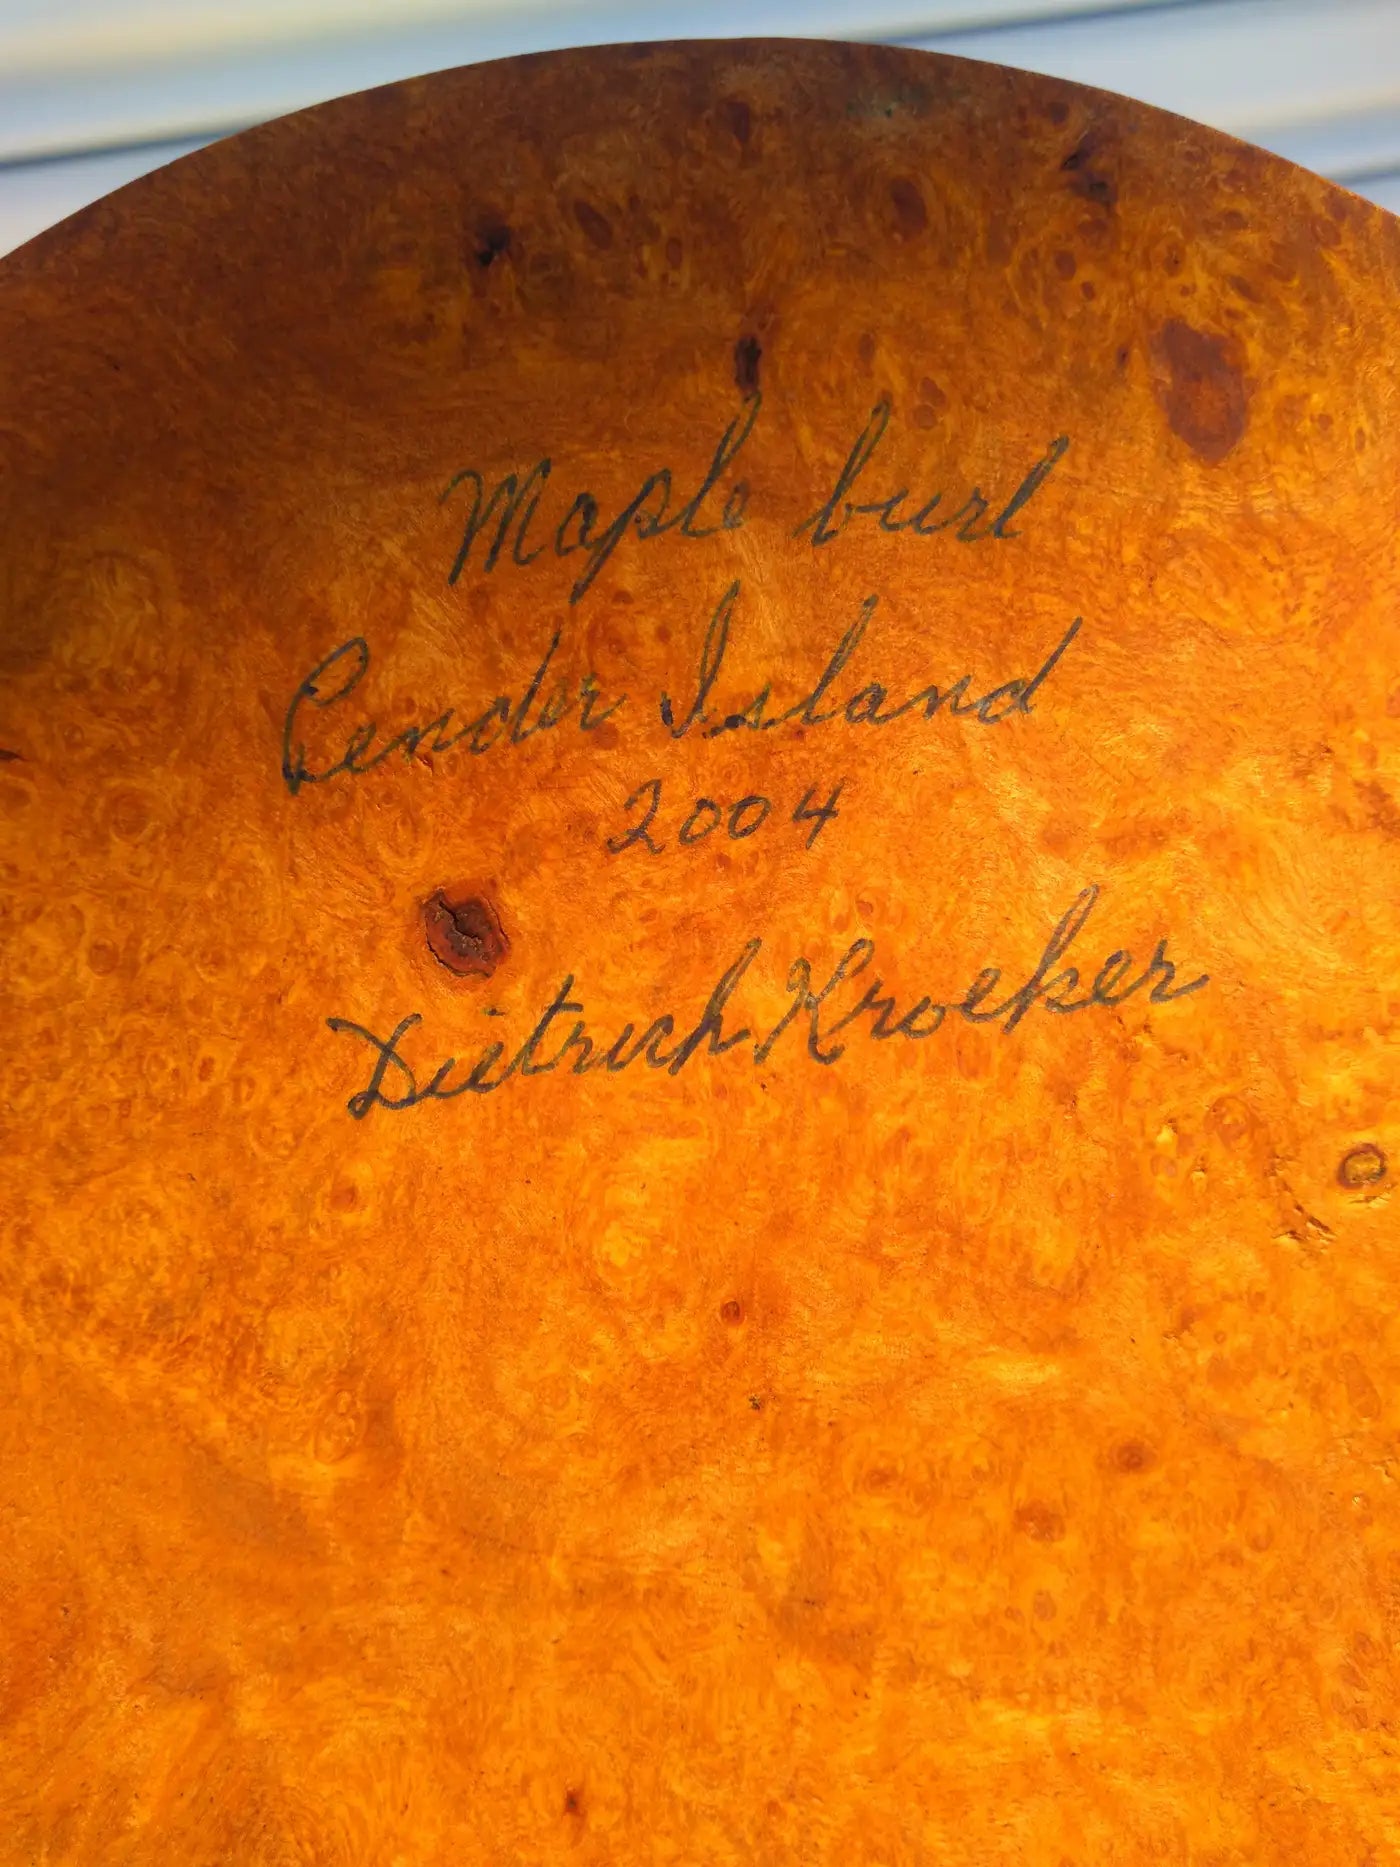 Maple burl
Pender Island
2004
Dietrich Kroeker